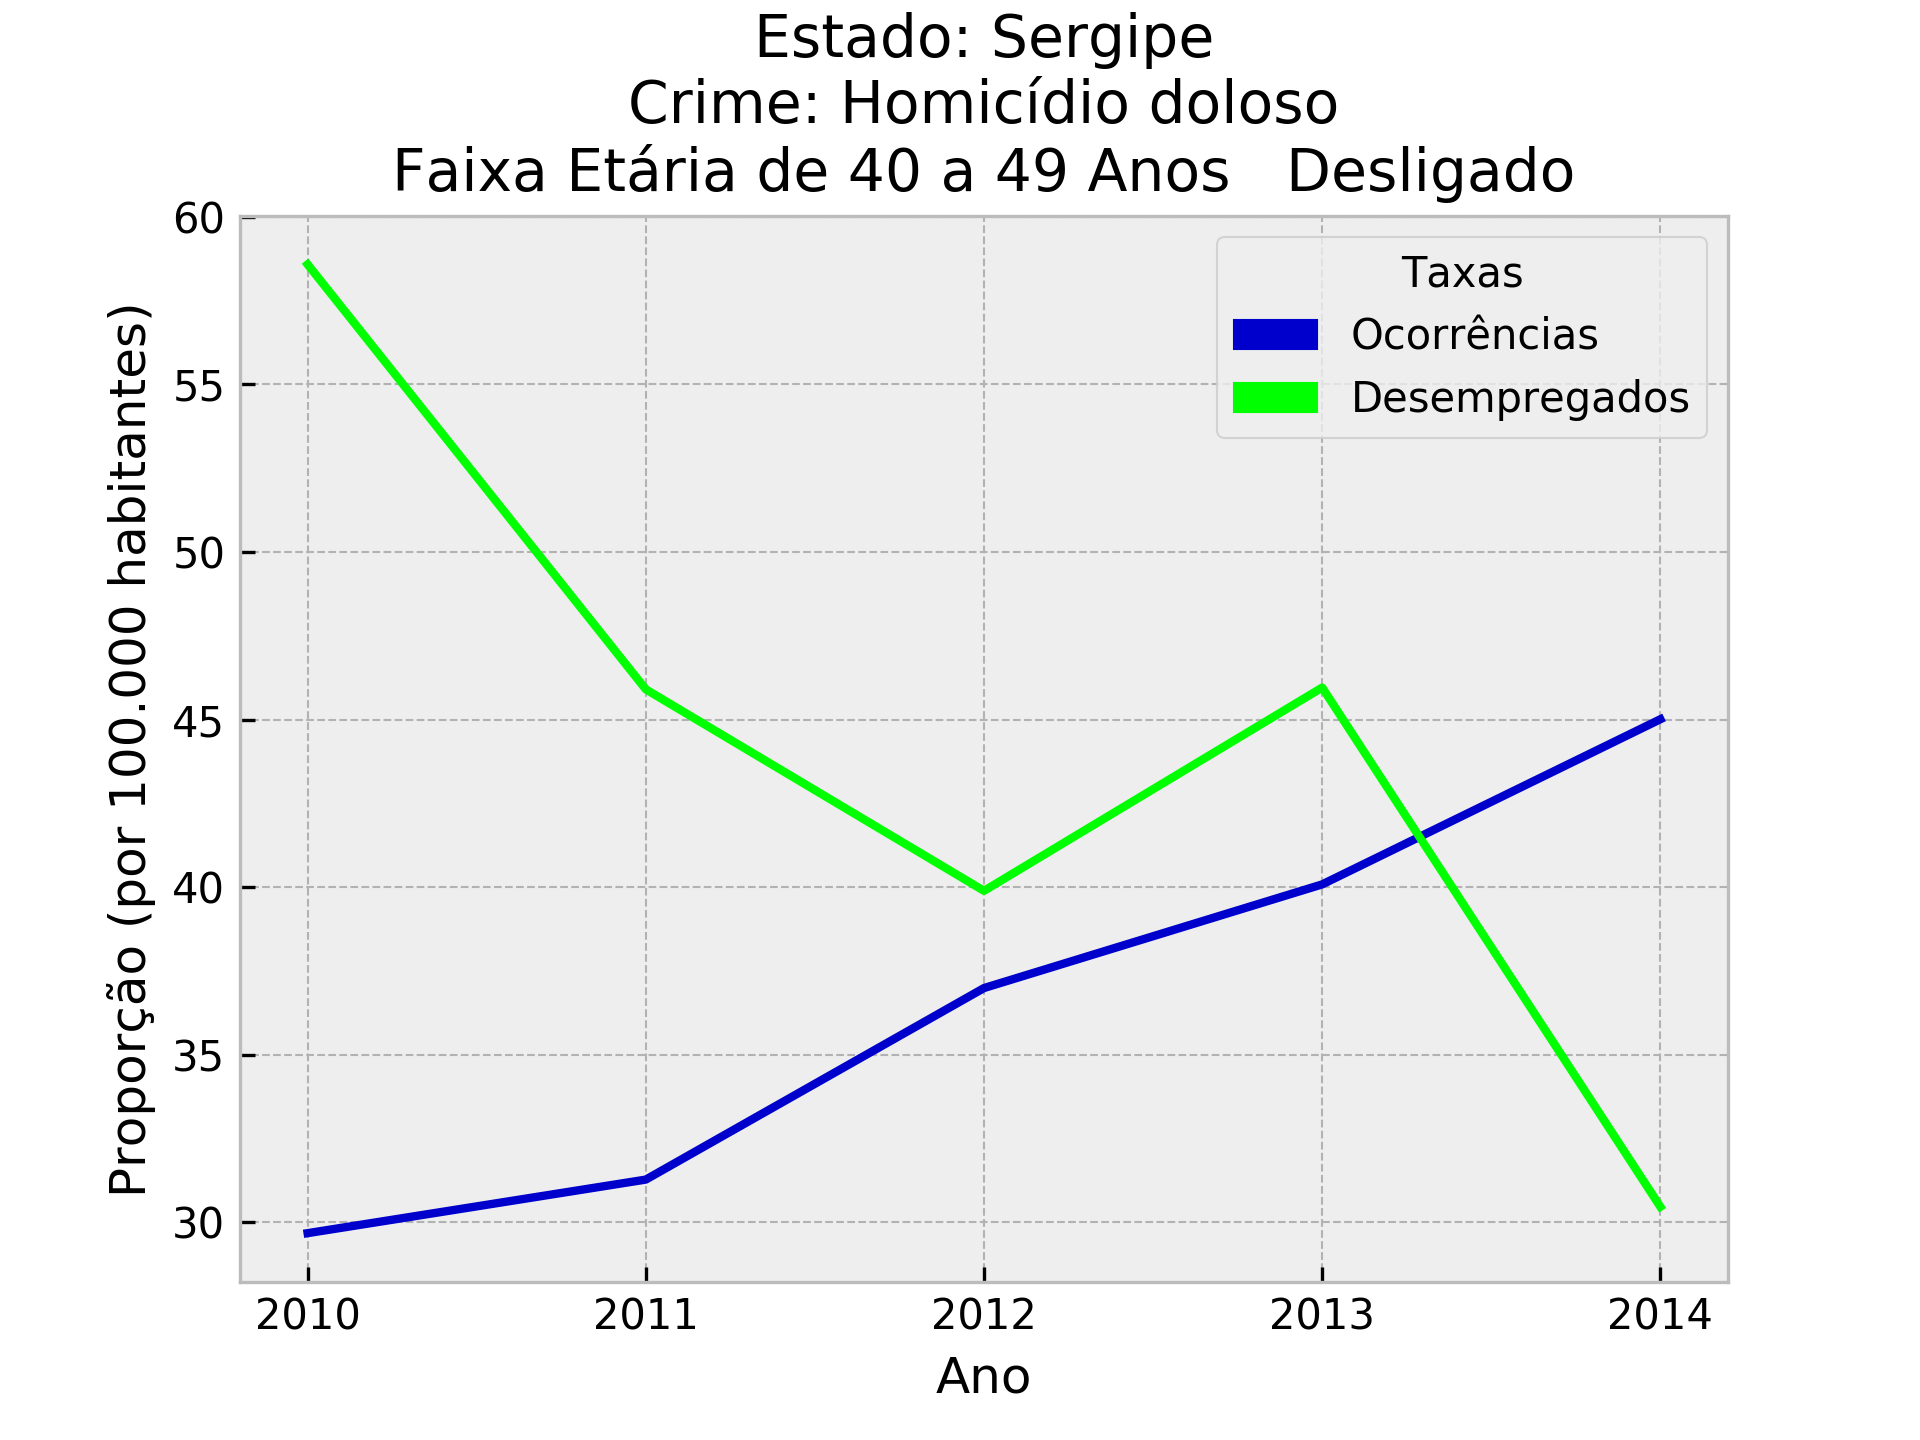 Estado: Sergipe
Crime: Homicídio doloso
Faixa Etária de 40 a 49 Anos   Desligado
Proporção (por 100.000 habitantes)
60
55
50
45
40
35
30
Taxas
Ocorrências
Desempregados
2010 2011 2012 2013 2014
Ano